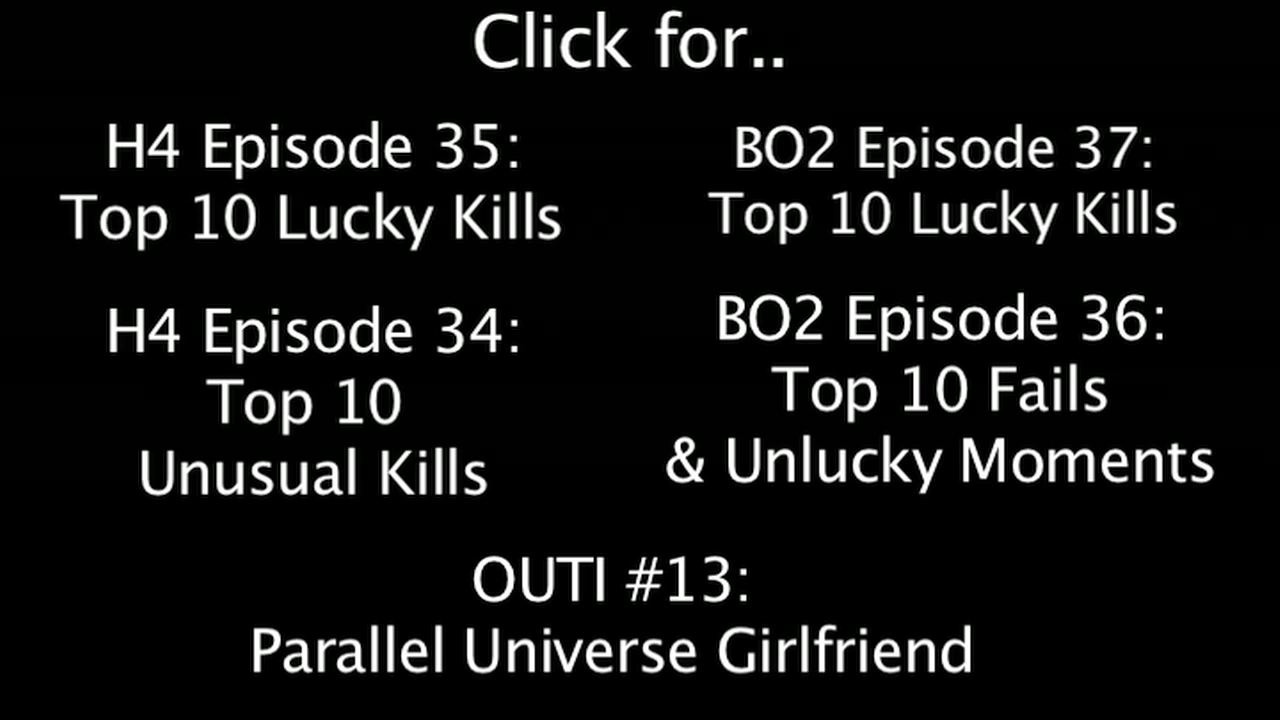 Click for..
H4 Episode 35:
Top 10 Lucky Kills
BO2 Episode 37:
Top 10 Lucky Kills
H4 Episode 34:
Top 10
Unusual Kills
BO2 Episode 36:
Top 10 Fails
& Unlucky Moments
OUTI #13:
Parallel Universe Girlfriend